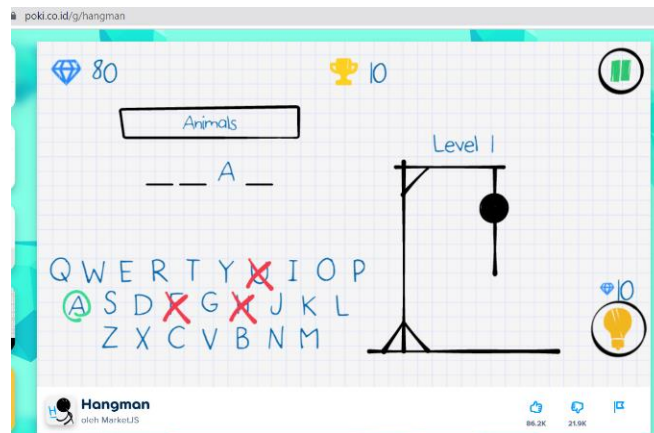 poki.co.id/g/hangman
80
10
Animals
Level 1
_ _ A _
Q W E R T Y U I O P
A S D F G H J K L
Z X C V B N M
10
Hangman
oleh MarketJS
86.2K
21.9K